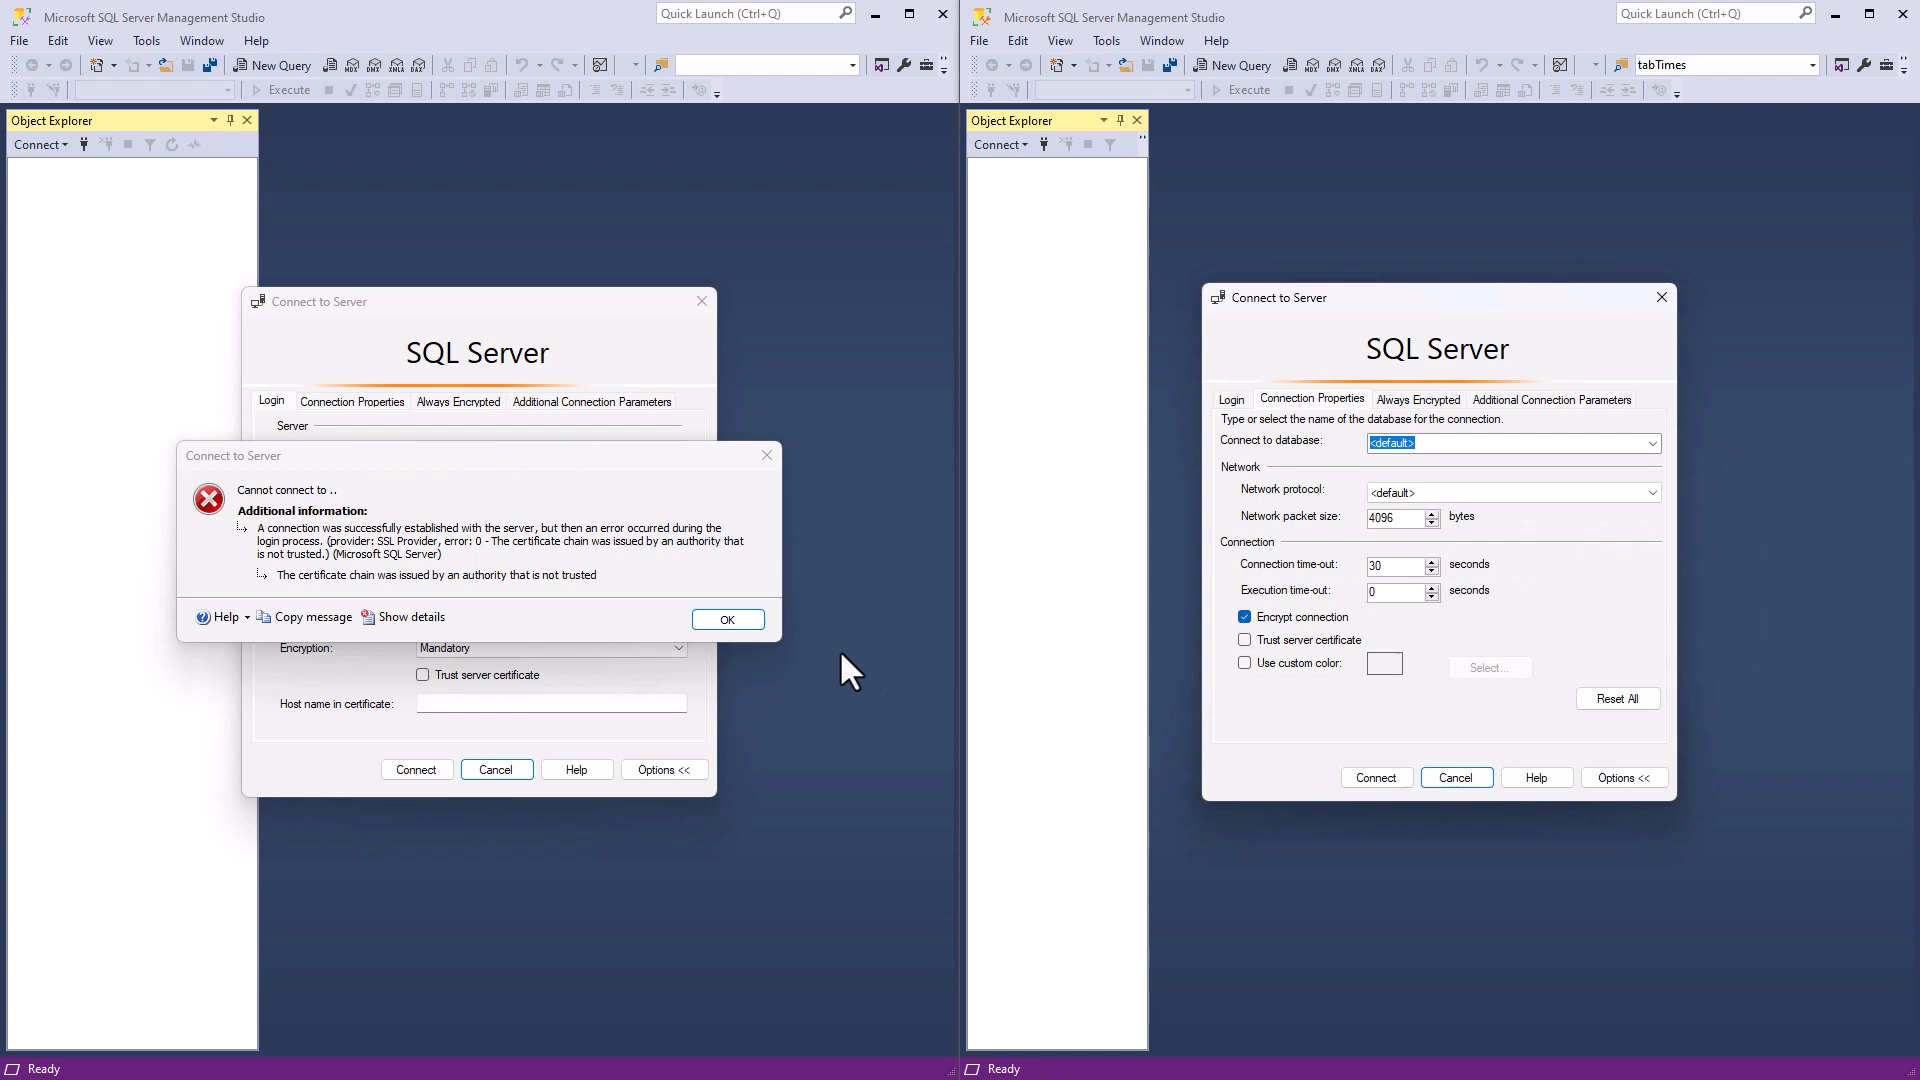 Microsoft SQL Server Management Studio
Quick Launch (Ctrl+Q)
File Edit View Tools Window Help
New Query
MDX DMX XMLA DAX
Execute
Object Explorer
Connect
Connect to Server
SQL Server
Login Connection Properties Always Encrypted Additional Connection Parameters
Server
Connect to Server
Cannot connect to ..
Additional information:
A connection was successfully established with the server, but then an error occurred during the
login process. (provider: SSL Provider, error: 0 - The certificate chain was issued by an authority that
is not trusted.) (Microsoft SQL Server)
The certificate chain was issued by an authority that is not trusted
Help Copy message Show details OK
Encryption: Mandatory
Trust server certificate
Host name in certificate:
Connect Cancel Help Options <<
Ready
Microsoft SQL Server Management Studio
Quick Launch (Ctrl+Q)
File Edit View Tools Window Help
New Query
MDX DMX XMLA DAX
tabTimes
Execute
Object Explorer
Connect
Connect to Server
SQL Server
Login Connection Properties Always Encrypted Additional Connection Parameters
Type or select the name of the database for the connection.
Connect to database: <default>
Network
Network protocol: <default>
Network packet size: 4096 bytes
Connection
Connection time-out: 30 seconds
Execution time-out: 0 seconds
Encrypt connection
Trust server certificate
Use custom color: Select...
Reset All
Connect Cancel Help Options <<
Ready